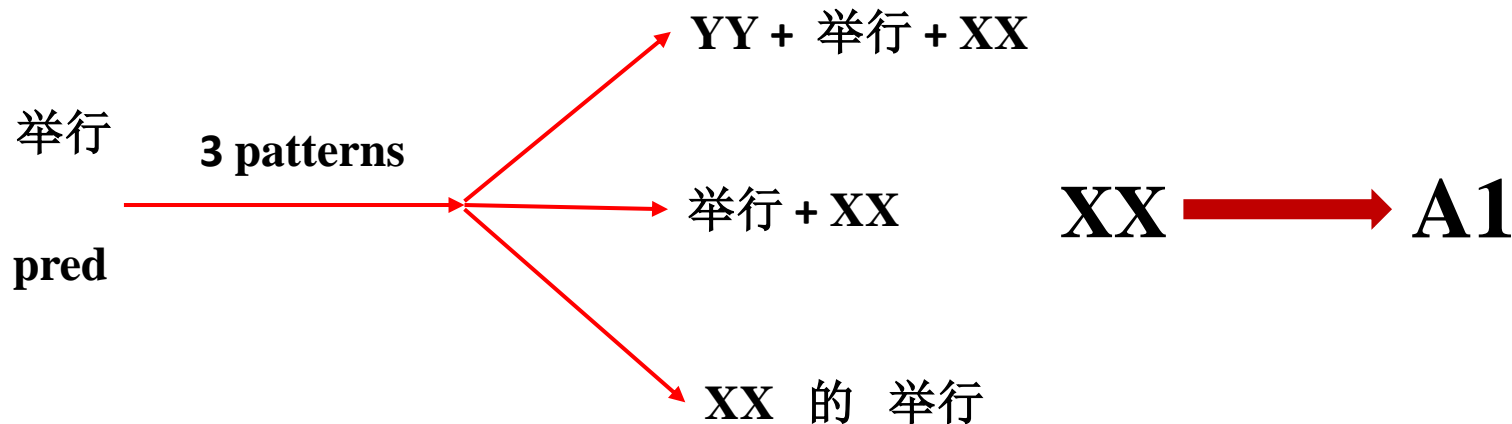 YY + 举行 + XX
举行
3 patterns
举行 + XX
XX
A1
pred
XX 的 举行